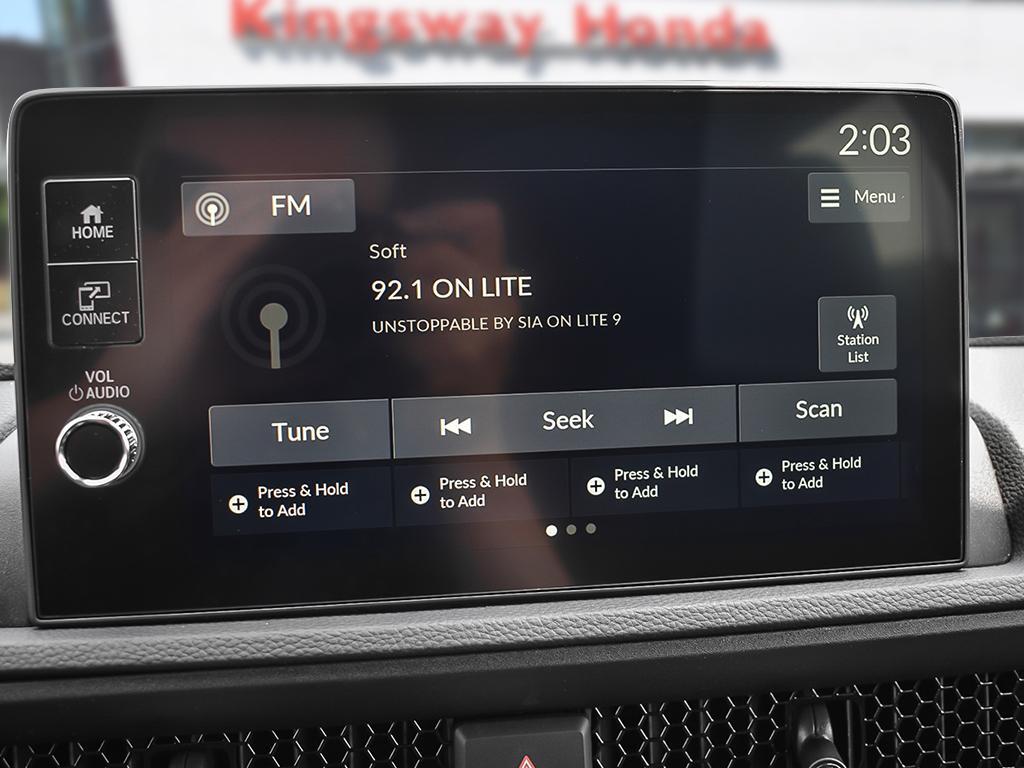 Kingsway Honda
2:03
HOME
FM
Menu
Soft
92.1 ON LITE
UNSTOPPABLE BY SIA ON LITE 9
CONNECT
Station
List
VOL
AUDIO
Tune
Seek
Scan
Press & Hold
to Add
Press & Hold
to Add
Press & Hold
to Add
Press & Hold
to Add